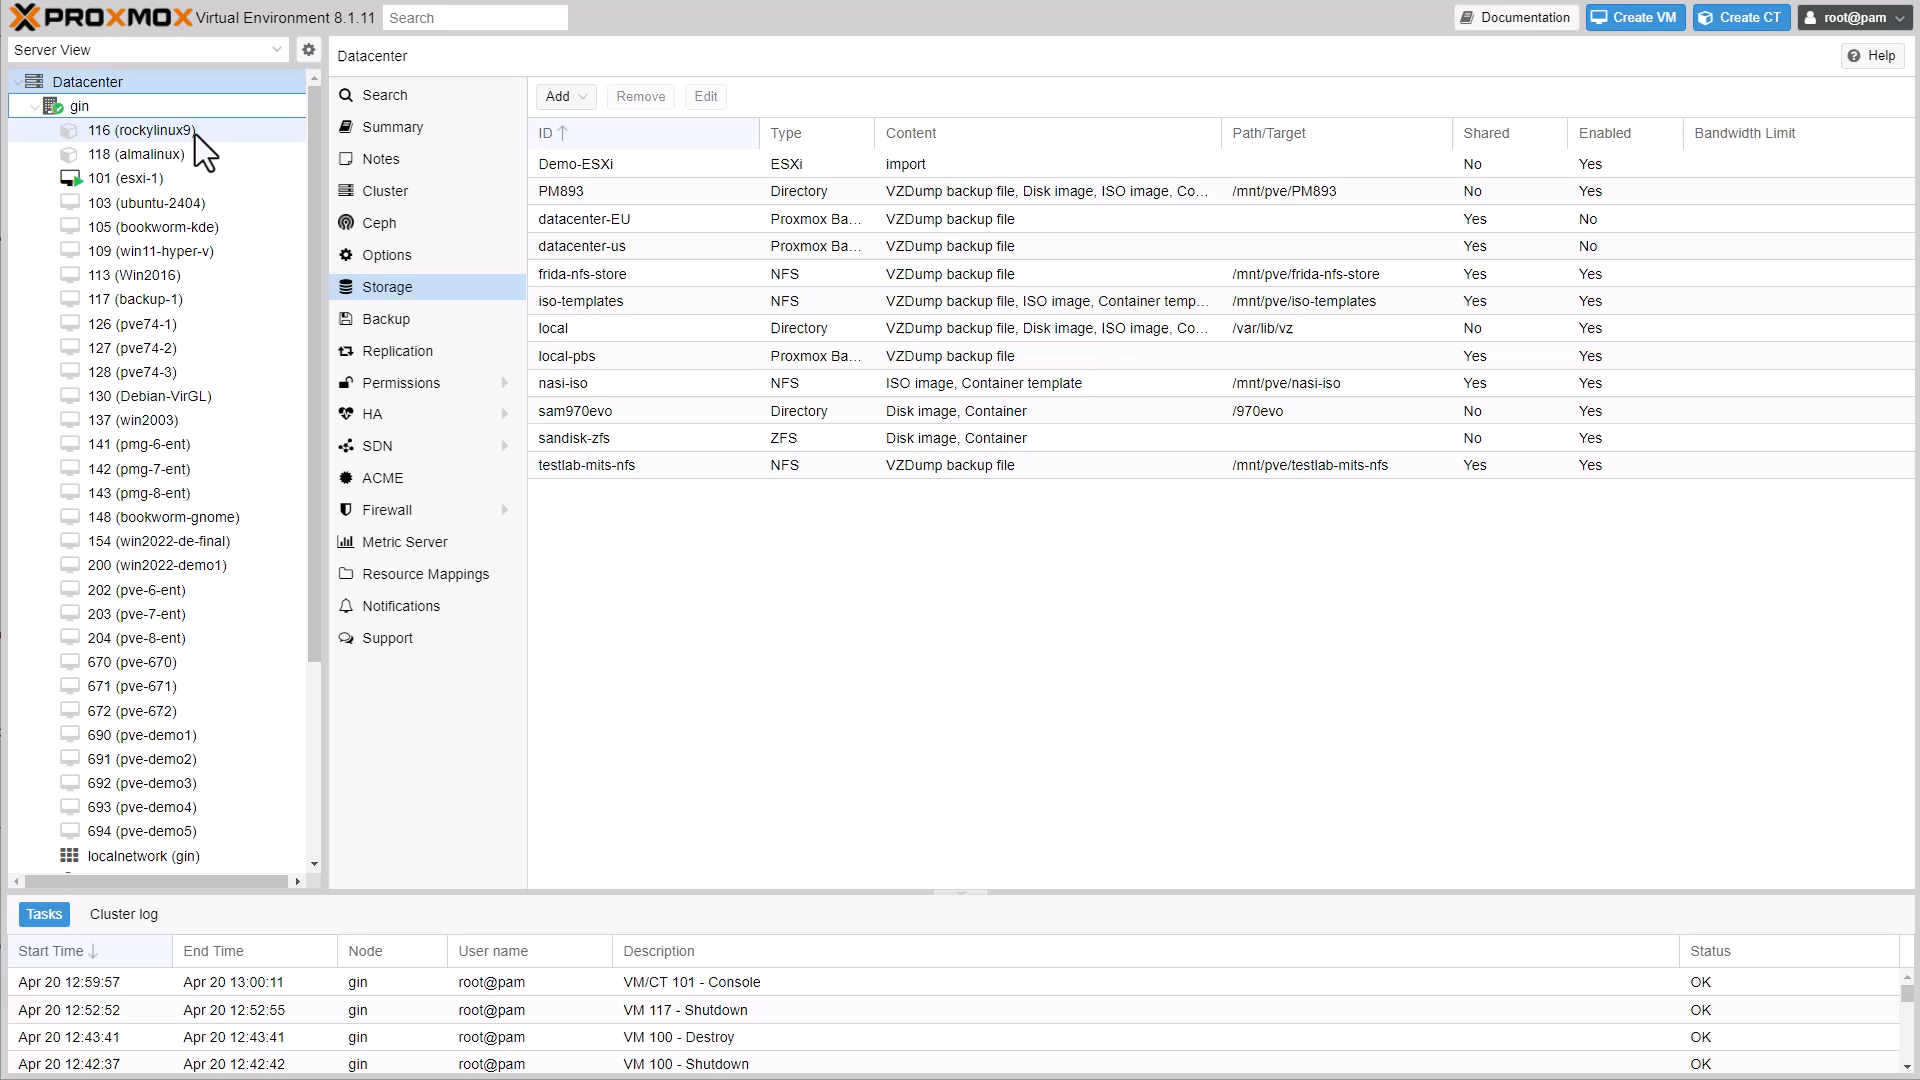 PROXMOX Virtual Environment 8.1.11 Search Documentation Create VM Create CT root@pam
Server View
Datacenter Help
Datacenter
gin
116 (rockylinux9)
118 (almalinux)
101 (esxi-1)
103 (ubuntu-2404)
105 (bookworm-kde)
109 (win11-hyper-v)
113 (Win2016)
117 (backup-1)
126 (pve74-1)
127 (pve74-2)
128 (pve74-3)
130 (Debian-VirGL)
137 (win2003)
141 (pmg-6-ent)
142 (pmg-7-ent)
143 (pmg-8-ent)
148 (bookworm-gnome)
154 (win2022-de-final)
200 (win2022-demo1)
202 (pve-6-ent)
203 (pve-7-ent)
204 (pve-8-ent)
670 (pve-670)
671 (pve-671)
672 (pve-672)
690 (pve-demo1)
691 (pve-demo2)
692 (pve-demo3)
693 (pve-demo4)
694 (pve-demo5)
localnetwork (gin)
Search
Summary
Notes
Cluster
Ceph
Options
Storage
Backup
Replication
Permissions
HA
SDN
ACME
Firewall
Metric Server
Resource Mappings
Notifications
Support
Add Remove Edit
ID Type Content Path/Target Shared Enabled Bandwidth Limit
Demo-ESXi ESXi import No Yes
PM893 Directory VZDump backup file, Disk image, ISO image, Co... /mnt/pve/PM893 No Yes
datacenter-EU Proxmox Ba... VZDump backup file Yes No
datacenter-us Proxmox Ba... VZDump backup file Yes No
frida-nfs-store NFS VZDump backup file /mnt/pve/frida-nfs-store Yes Yes
iso-templates NFS VZDump backup file, ISO image, Container temp... /mnt/pve/iso-templates Yes Yes
local Directory VZDump backup file, Disk image, ISO image, Co... /var/lib/vz No Yes
local-pbs Proxmox Ba... VZDump backup file Yes Yes
nasi-iso NFS ISO image, Container template /mnt/pve/nasi-iso Yes Yes
sam970evo Directory Disk image, Container /970evo No Yes
sandisk-zfs ZFS Disk image, Container No Yes
testlab-mits-nfs NFS VZDump backup file /mnt/pve/testlab-mits-nfs Yes Yes
Tasks Cluster log
Start Time End Time Node User name Description Status
Apr 20 12:59:57 Apr 20 13:00:11 gin root@pam VM/CT 101 - Console OK
Apr 20 12:52:52 Apr 20 12:52:55 gin root@pam VM 117 - Shutdown OK
Apr 20 12:43:41 Apr 20 12:43:41 gin root@pam VM 100 - Destroy OK
Apr 20 12:42:37 Apr 20 12:42:42 gin root@pam VM 100 - Shutdown OK